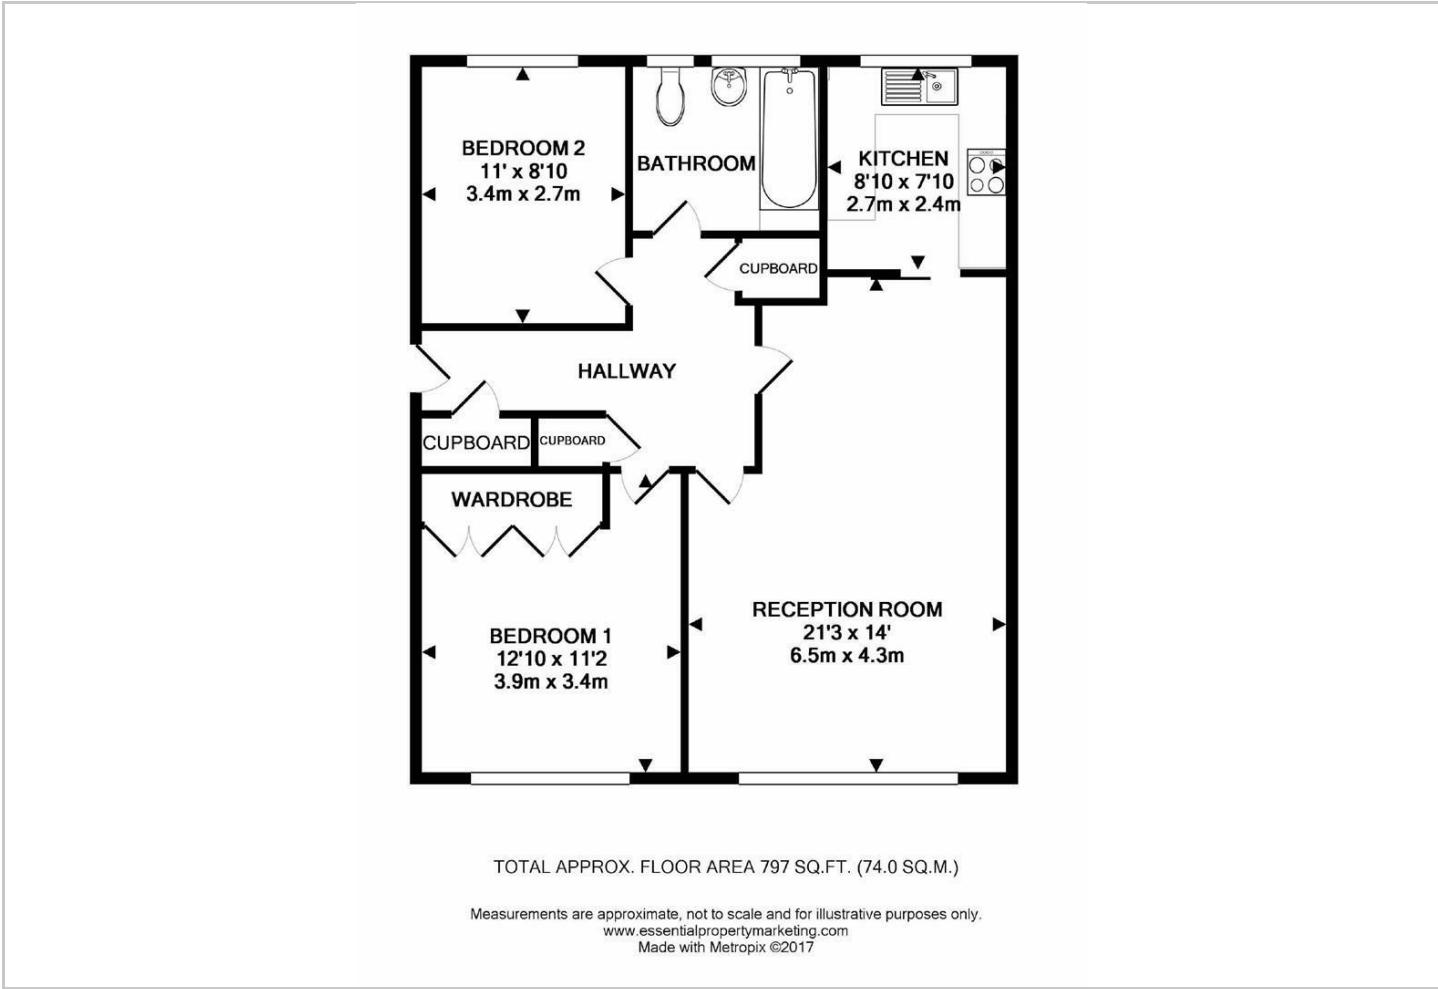 BEDROOM 2
11' x 8'10
3.4m x 2.7m
BATHROOM
KITCHEN
8'10 x 7'10
2.7m x 2.4m
CUPBOARD
HALLWAY
CUPBOARD
CUPBOARD
WARDROBE
BEDROOM 1
12'10 x 11'2
3.9m x 3.4m
RECEPTION ROOM
21'3 x 14'
6.5m x 4.3m
TOTAL APPROX. FLOOR AREA 797 SQ.FT. (74.0 SQ.M.)
Measurements are approximate, not to scale and for illustrative purposes only.
www.essentialpropertymarketing.com
Made with Metropix ©2017